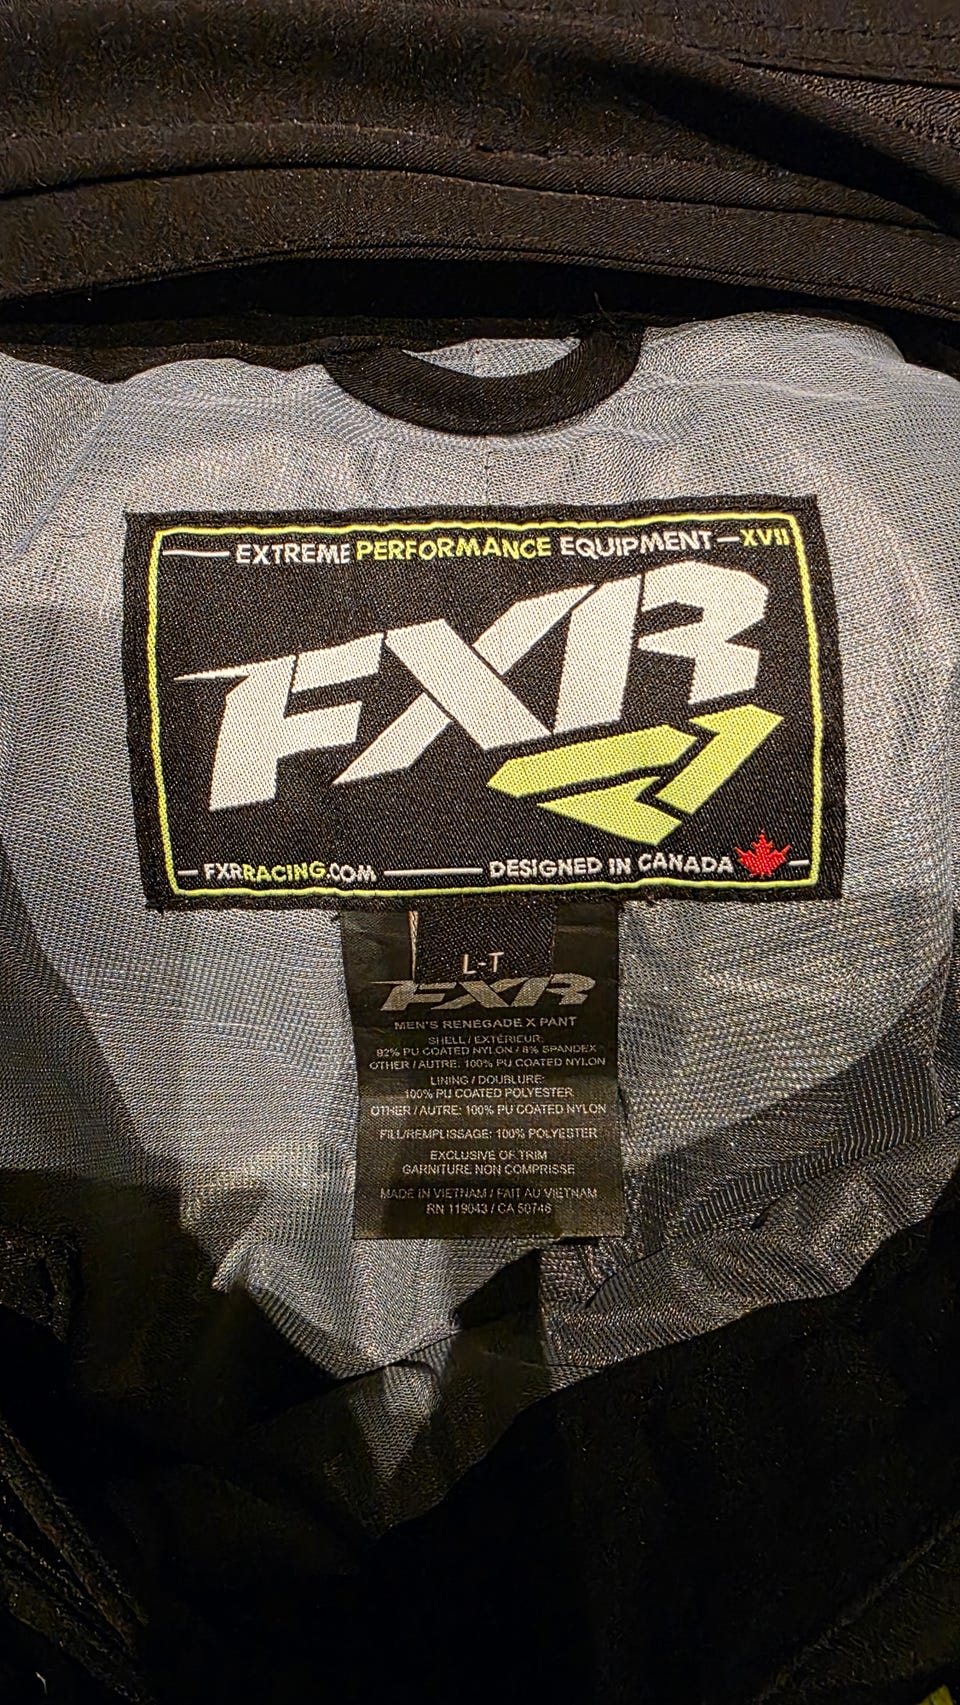 EXTREME PERFORMANCE EQUIPMENT—XVII
FXR
FXRRACING.COM
DESIGNED IN CANADA
L-T
FXR
MEN'S RENEGADE X PANT
SHELL / EXTÉRIEUR:
92% PU COATED NYLON / 8% SPANDEX
OTHER / AUTRE: 100% PU COATED NYLON
LINING / DOUBLURE:
100% PU COATED POLYESTER
OTHER / AUTRE: 100% PU COATED NYLON
FILL/REMPLISSAGE: 100% POLYESTER
EXCLUSIVE OF TRIM
GARNITURE NON COMPRISSE
MADE IN VIETNAM / FAIT AU VIETNAM
RN 119043 / CA 50746